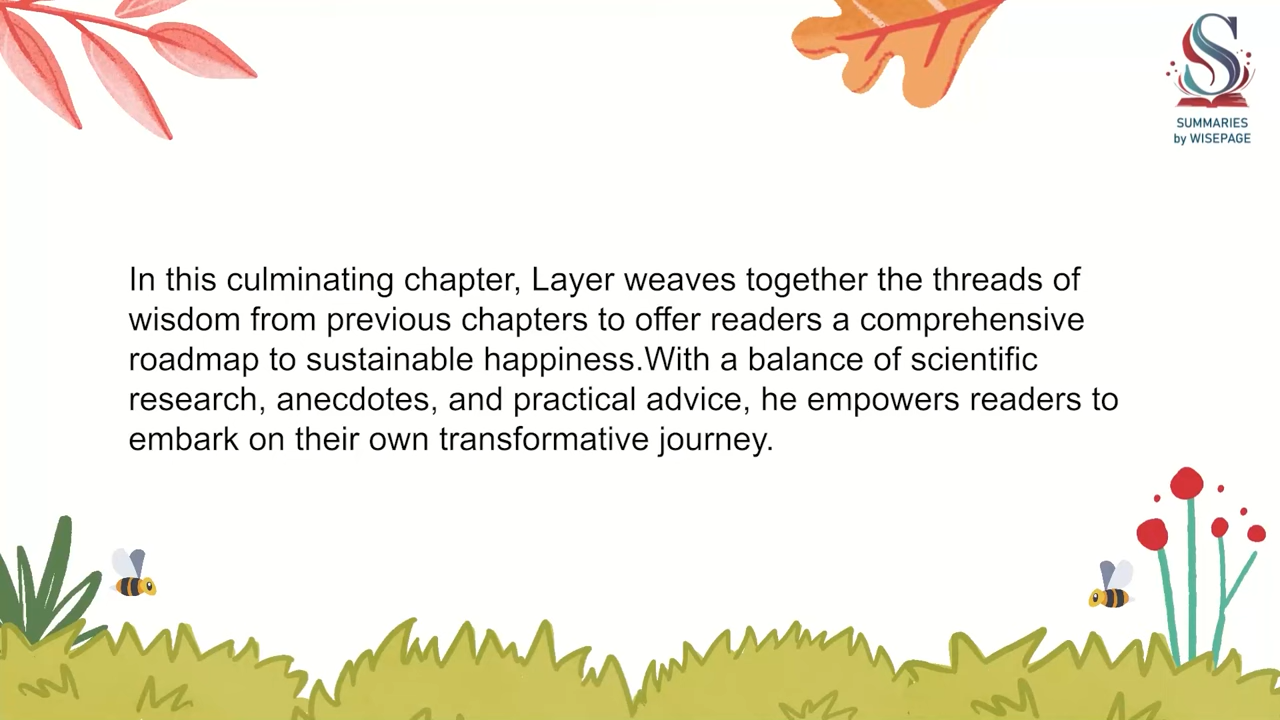 SUMMARIES
by WISEPAGE
In this culminating chapter, Layer weaves together the threads of
wisdom from previous chapters to offer readers a comprehensive
roadmap to sustainable happiness.With a balance of scientific
research, anecdotes, and practical advice, he empowers readers to
embark on their own transformative journey.